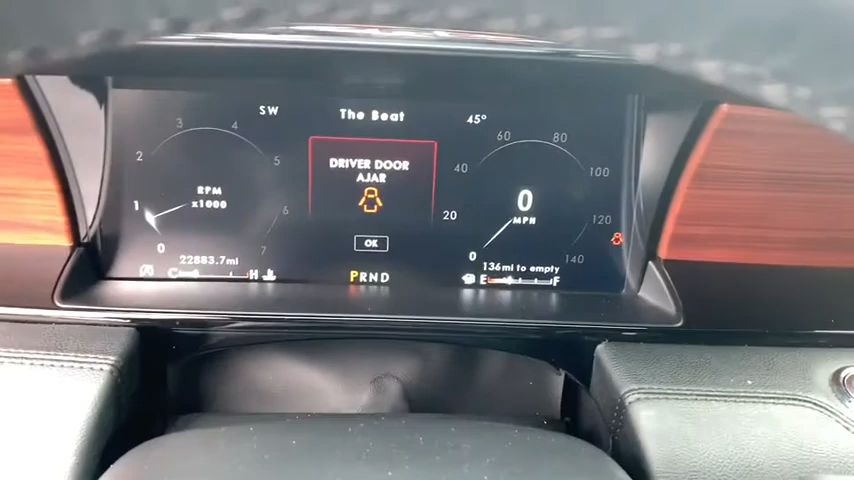 SW
The Beat
45°
DRIVER DOOR
AJAR
OK
3
4
2
5
1
6
0
7
RPM
x1000
22883.7mi
C
H
PRND
60
80
40
100
20
120
0
140
0
MPH
136mi to empty
E
F